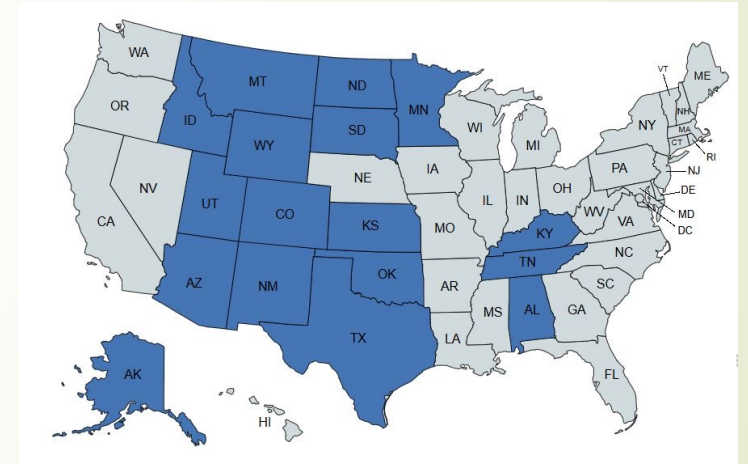 WA
MT
ND
MN
VT
ME
OR
ID
SD
WI
NY
NH
MA
WY
MI
CT
RI
IA
PA
NJ
NV
NE
OH
DE
UT
CO
IL
IN
WV
MD
CA
KS
MO
VA
DC
KY
NC
TN
AZ
NM
OK
AR
SC
MS
AL
GA
TX
LA
FL
AK
HI